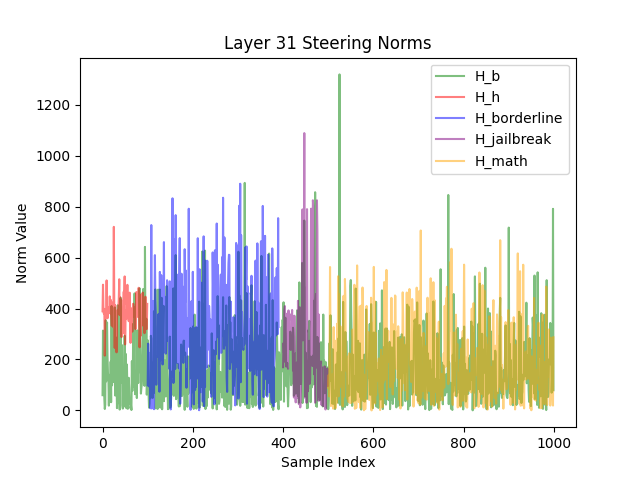 Layer 31 Steering Norms
Norm Value
1200
1000
800
600
400
200
0
0 200 400 600 800 1000
Sample Index
H_b
H_h
H_borderline
H_jailbreak
H_math